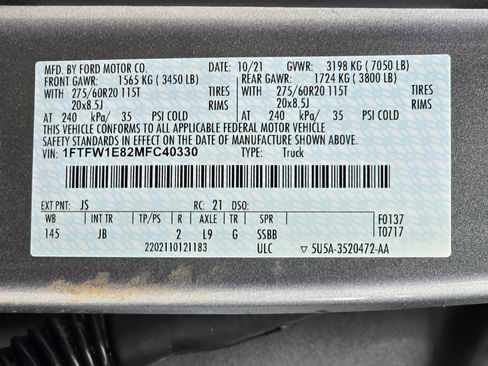 MFD. BY FORD MOTOR CO. 10/21 GVWR: 3198 KG ( 7050 LB)
FRONT GAWR: 1565 KG ( 3450 LB) REAR GAWR: 1724 KG ( 3800 LB)
WITH 275/60R20 115T TIRES WITH 275/60R20 115T TIRES
20x8.5J RIMS 20x8.5J RIMS
AT 240 kPa/ 35 PSI COLD AT 240 kPa/ 35 PSI COLD
THIS VEHICLE CONFORMS TO ALL APPLICABLE FEDERAL MOTOR VEHICLE
SAFETY STANDARDS IN EFFECT ON THE DATE OF MANUFACTURE SHOWN ABOVE.
VIN: 1FTFW1E82MFC40330 TYPE: Truck
EXT PNT: JS RC: 21 DSO:
WB INT TR TP/PS R AXLE TR SPR F0137
145 JB 2 L9 G SSBB T0717
2202110121183 ULC ▽ 5U5A-3520472-AA